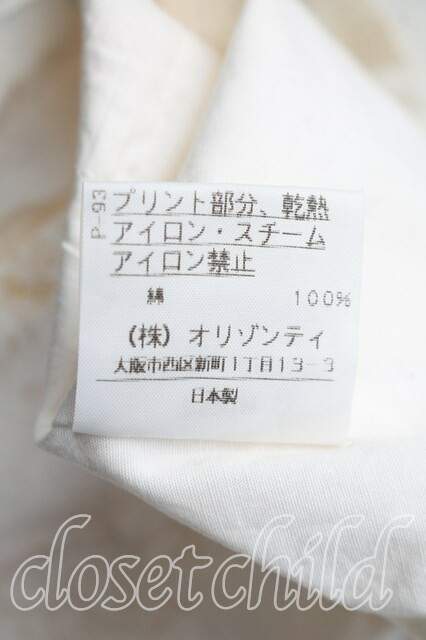 P-93
プリント部分、乾熱
アイロン・スチーム
アイロン禁止
綿 100%
(株) オリゾンティ
大阪市西区新町1丁目13-3
日本製
closetchild